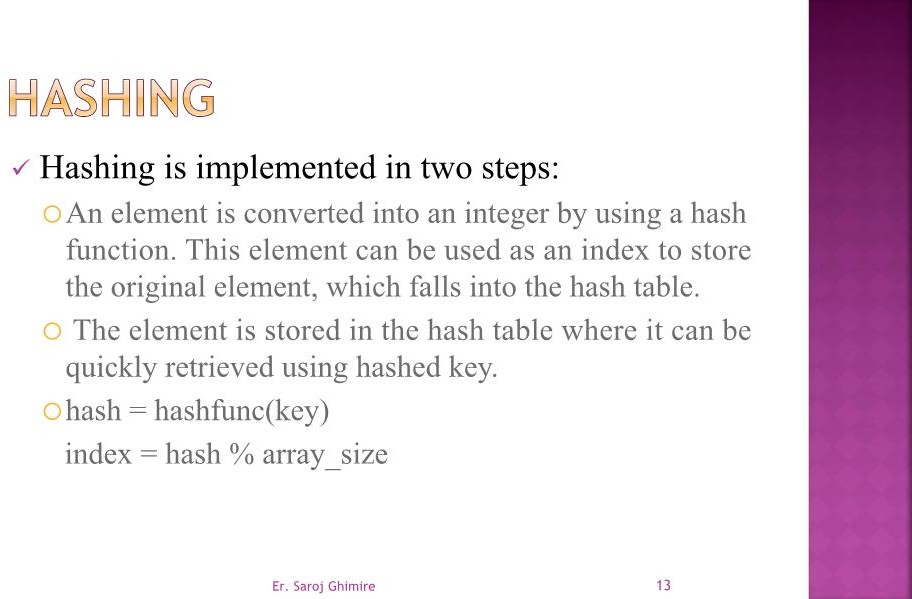 HASHING
✓ Hashing is implemented in two steps:
○ An element is converted into an integer by using a hash
function. This element can be used as an index to store
the original element, which falls into the hash table.
○ The element is stored in the hash table where it can be
quickly retrieved using hashed key.
○ hash = hashfunc(key)
index = hash % array_size
Er. Saroj Ghimire 13